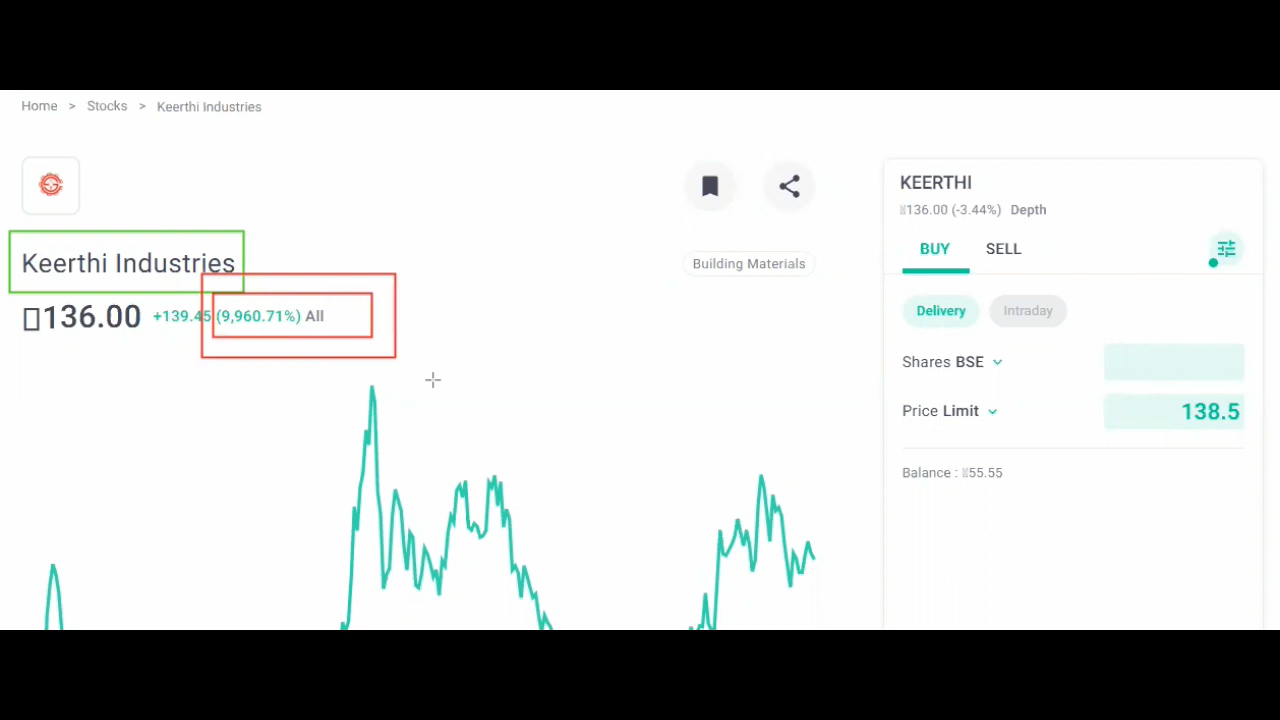 Home > Stocks > Keerthi Industries
Keerthi Industries
136.00 +139.45 (9,960.71%) All
Building Materials
KEERTHI
136.00 (-3.44%) Depth
BUY SELL
Delivery Intraday
Shares BSE
Price Limit 138.5
Balance : 55.55